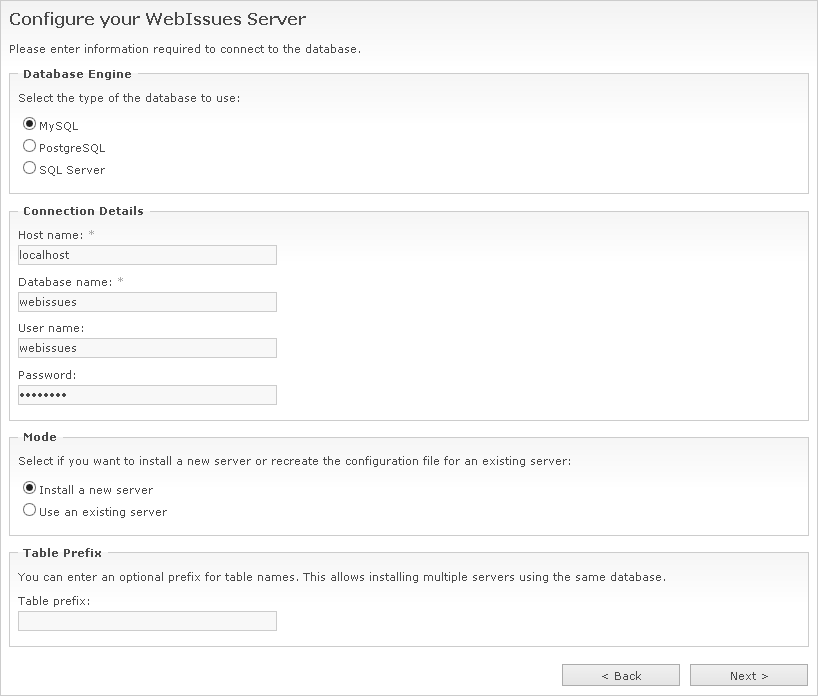 Configure your WebIssues Server
Please enter information required to connect to the database.
Database Engine
Select the type of the database to use:
MySQL
PostgreSQL
SQL Server
Connection Details
Host name: *
localhost
Database name: *
webissues
User name:
webissues
Password:
••••••••
Mode
Select if you want to install a new server or recreate the configuration file for an existing server:
Install a new server
Use an existing server
Table Prefix
You can enter an optional prefix for table names. This allows installing multiple servers using the same database.
Table prefix:
< Back
Next >